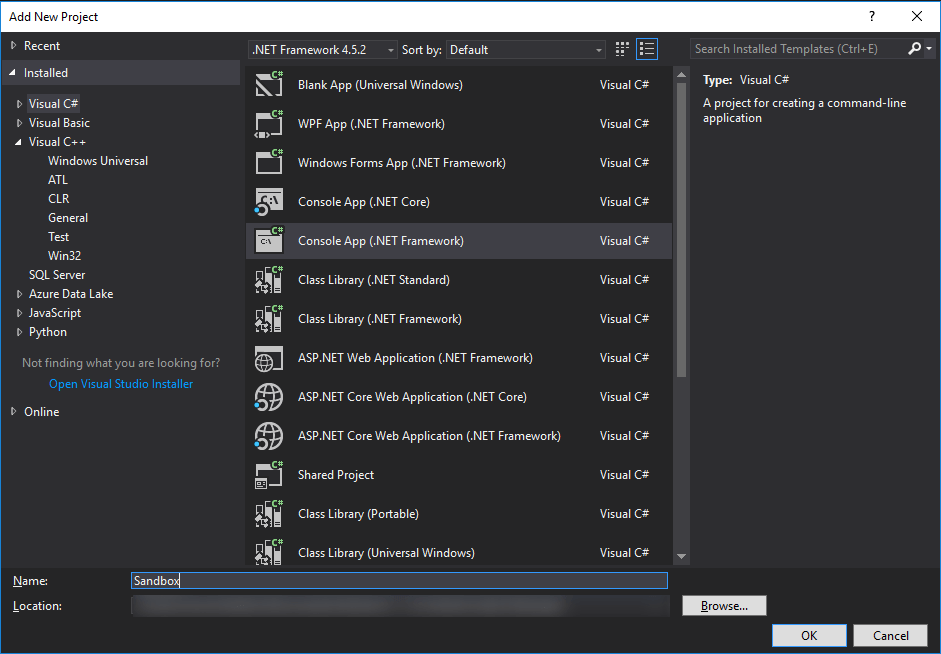 Add New Project
?
Recent
Installed
Visual C#
Visual Basic
Visual C++
Windows Universal
ATL
CLR
General
Test
Win32
SQL Server
Azure Data Lake
JavaScript
Python
Not finding what you are looking for?
Open Visual Studio Installer
Online
.NET Framework 4.5.2 Sort by: Default
Blank App (Universal Windows) Visual C#
WPF App (.NET Framework) Visual C#
Windows Forms App (.NET Framework) Visual C#
Console App (.NET Core) Visual C#
Console App (.NET Framework) Visual C#
Class Library (.NET Standard) Visual C#
Class Library (.NET Framework) Visual C#
ASP.NET Web Application (.NET Framework) Visual C#
ASP.NET Core Web Application (.NET Core) Visual C#
ASP.NET Core Web Application (.NET Framework) Visual C#
Shared Project Visual C#
Class Library (Portable) Visual C#
Class Library (Universal Windows) Visual C#
Search Installed Templates (Ctrl+E)
Type: Visual C#
A project for creating a command-line
application
Name: Sandbox
Location:
Browse...
OK Cancel